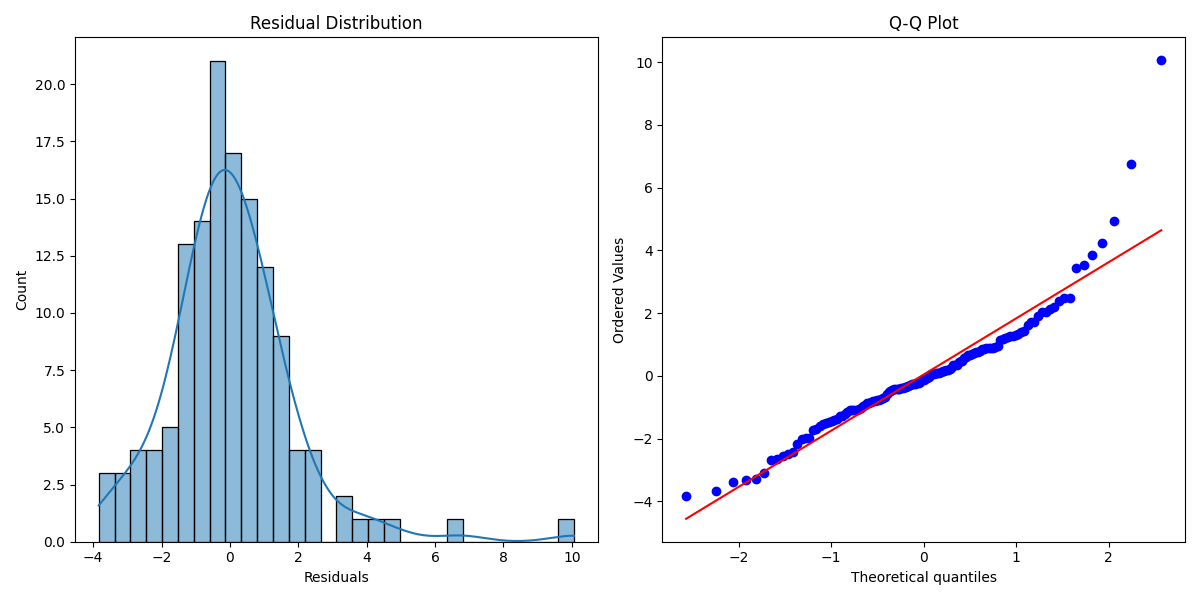 Residual Distribution
Count
20.0
17.5
15.0
12.5
10.0
7.5
5.0
2.5
0.0
−4 −2 0 2 4 6 8 10
Residuals
Q-Q Plot
Ordered Values
10
8
6
4
2
0
−2
−4
−2 −1 0 1 2
Theoretical quantiles